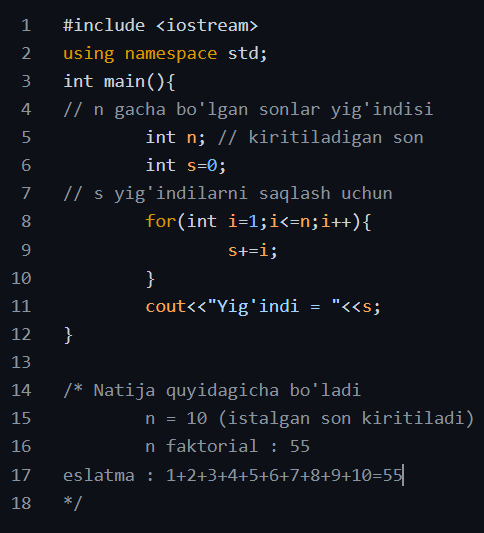 1 #include <iostream>
2 using namespace std;
3 int main(){
4 // n gacha bo'lgan sonlar yig'indisi
5 int n; // kiritiladigan son
6 int s=0;
7 // s yig'indilarni saqlash uchun
8 for(int i=1;i<=n;i++){
9 s+=i;
10 }
11 cout<<"Yig'indi = "<<s;
12 }
13
14 /* Natija quyidagicha bo'ladi
15 n = 10 (istalgan son kiritiladi)
16 n faktorial : 55
17 eslatma : 1+2+3+4+5+6+7+8+9+10=55
18 */